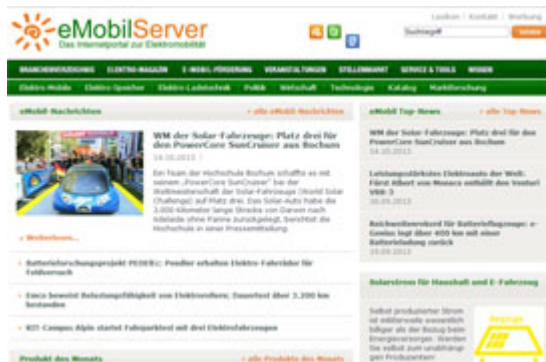 eMobilServer
Das Internetportal zur Elektromobilität
Lexikon | Kontakt | Werbung
Suchbegriff
BRANCHENVERZEICHNIS ELEKTRO-MAGAZIN E-MOBIL-FÖRDERUNG VERANSTALTUNGEN STELLENMARKT SERVICE & TOOLS WISSEN
Elektro-Mobile Elektro-Speicher Elektro-Ladetechnik Politik Wirtschaft Technologie Katalog Marktforschung
eMobil-Nachrichten
» alle eMobil-Nachrichten
WM der Solar-Fahrzeuge: Platz drei für
den PowerCore SunCruiser aus Bochum
14.10.2013 |
Ein Team der Hochschule Bochum schaffte es mit
seinem „PowerCore SunCruiser" bei der
Weltmeisterschaft der Solar-Fahrzeuge (World Solar
Challenge) auf Platz drei. Das Solar-Auto habe die
3.000 Kilometer lange Strecke von Darwin nach
Adelaide ohne Panne zurückgelegt, berichtet die
Hochschule in einer Pressemitteilung.
» Weiterlesen...
Batterieforschungsprojekt PEDELc: Pendler erhalten Elektro-Fahrräder für
Feldversuch
Emco beweist Belastungsfähigkeit von Elektrorollern; Dauertest über 3.200 km
bestanden
KIT-Campus Alpin startet Fuhrparktest mit drei Elektrofahrzeugen
Produkt des Monats
» alle Produkte des Monats
eMobil Top-News
» alle Top-News
WM der Solar-Fahrzeuge: Platz drei für den
PowerCore SunCruiser aus Bochum
14.10.2013
Leistungsstärkstes Elektroauto der Welt:
Fürst Albert von Monaco enthüllt den Venturi
VBB-3
Reichweitenrekord für Batterieflugzeuge: e-
Genius legt über 400 km mit einer
Batterieladung zurück
Solarstrom für Haushalt und E-Fahrzeug
Selbst produzierter Strom
ist mittlerweile wesentlich
billiger als der Bezug beim
Energieversorger. Werden
Sie selbst zum unabhängi-
gen Produzenten!
Anzeige